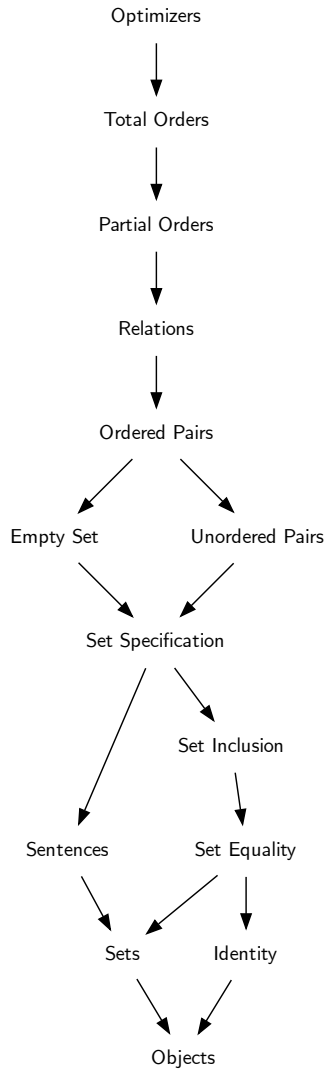 Optimizers
Total Orders
Partial Orders
Relations
Ordered Pairs
Empty Set
Unordered Pairs
Set Specification
Set Inclusion
Sentences
Set Equality
Sets
Identity
Objects